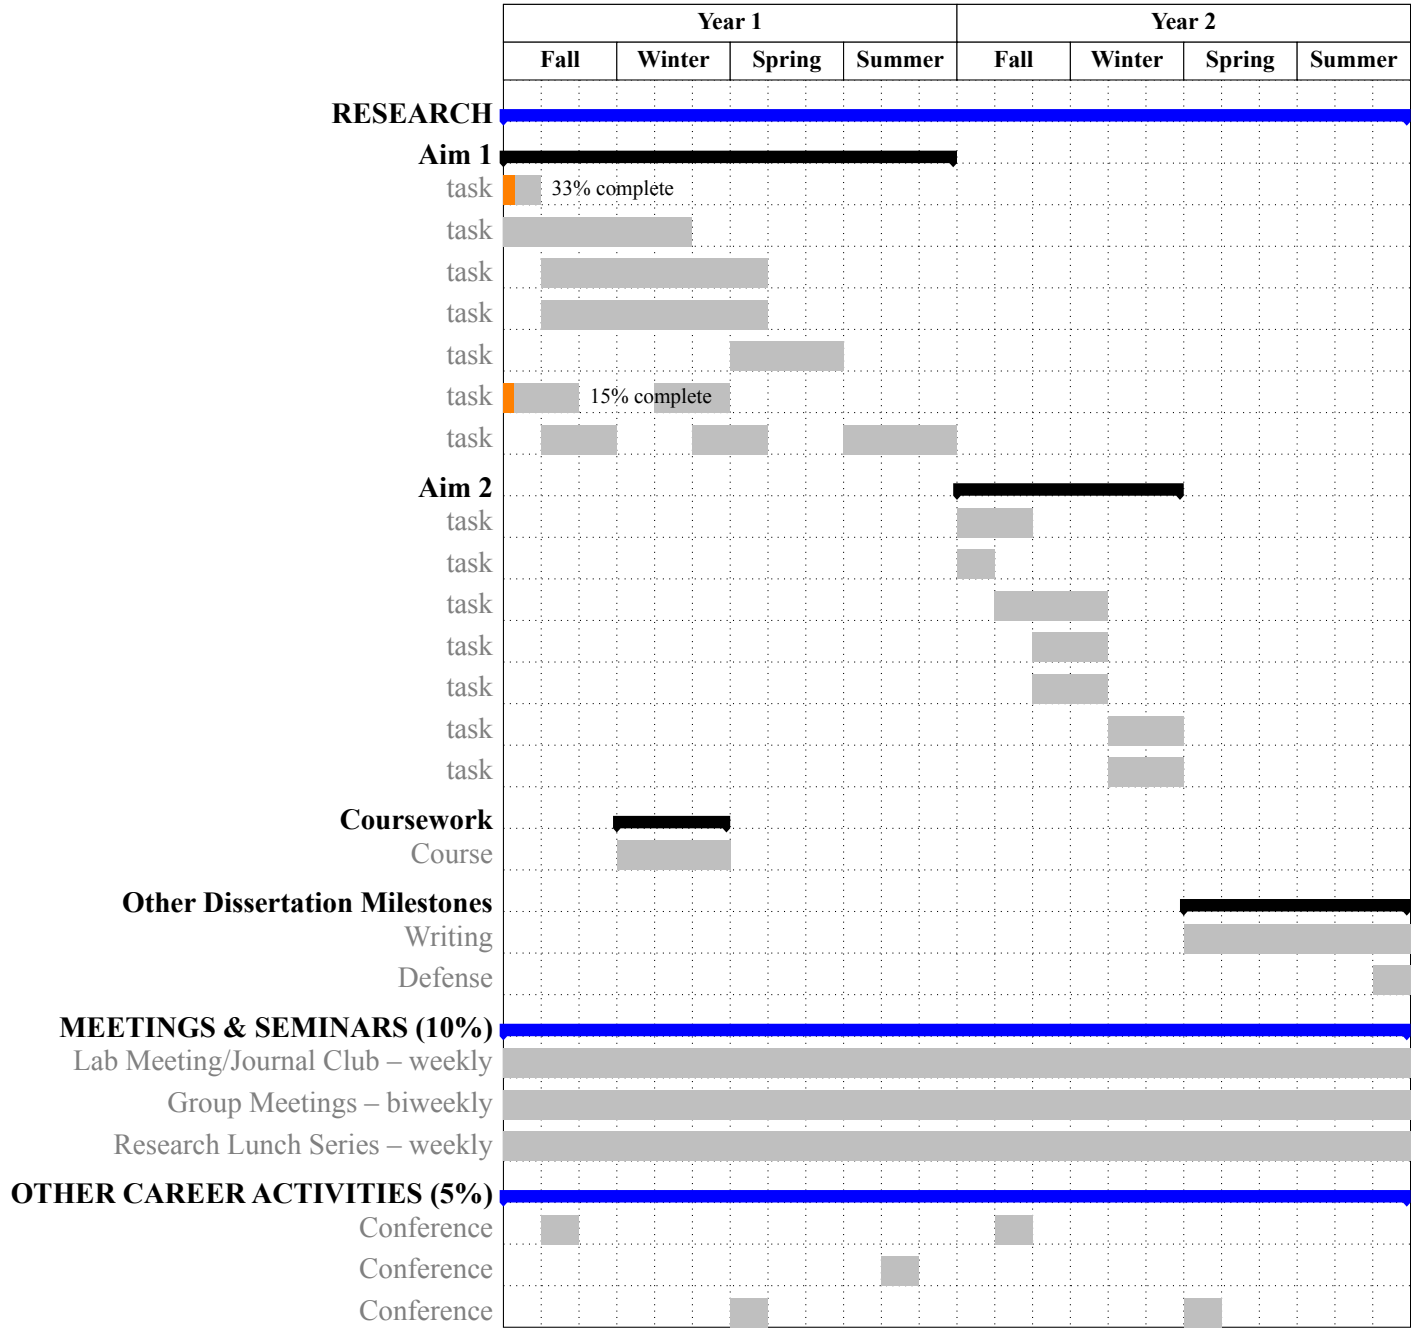 Year 1 Year 2
Fall Winter Spring Summer Fall Winter Spring Summer
RESEARCH
Aim 1
task 33% complete
task
task
task
task
task 15% complete
task
Aim 2
task
task
task
task
task
task
task
Coursework
Course
Other Dissertation Milestones
Writing
Defense
MEETINGS & SEMINARS (10%)
Lab Meeting/Journal Club – weekly
Group Meetings – biweekly
Research Lunch Series – weekly
OTHER CAREER ACTIVITIES (5%)
Conference
Conference
Conference